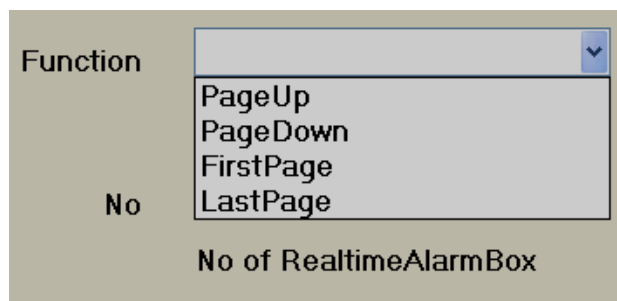 Function
PageUp
PageDown
FirstPage
No
LastPage
No of RealtimeAlarmBox